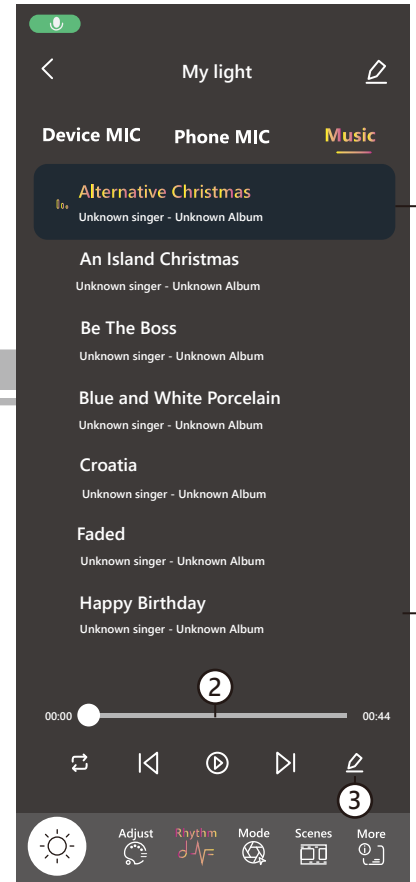 My light
Device MIC Phone MIC Music
Alternative Christmas
Unknown singer - Unknown Album
An Island Christmas
Unknown singer - Unknown Album
Be The Boss
Unknown singer - Unknown Album
Blue and White Porcelain
Unknown singer - Unknown Album
Croatia
Unknown singer - Unknown Album
Faded
Unknown singer - Unknown Album
Happy Birthday
Unknown singer - Unknown Album
2
00:00 00:44
3
Adjust Rhythm Mode Scenes More